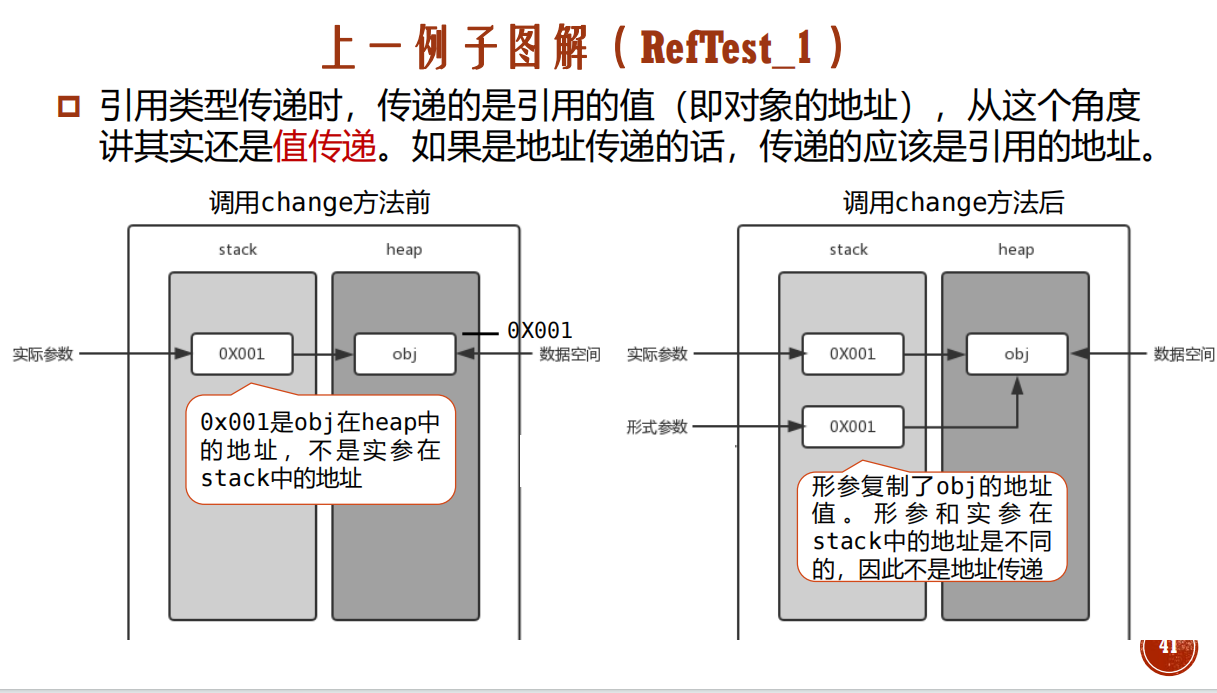 上一例子图解（RefTest_1）
引用类型传递时，传递的是引用的值（即对象的地址），从这个角度
讲其实还是值传递。如果是地址传递的话，传递的应该是引用的地址。
调用change方法前
stack
heap
0X001
实际参数
0X001
obj
数据空间
0x001是obj在heap中
的地址，不是实参在
stack中的地址
调用change方法后
stack
heap
实际参数
0X001
obj
数据空间
形式参数
0X001
形参复制了obj的地址
值。形参和实参在
stack中的地址是不同
的，因此不是地址传递
41